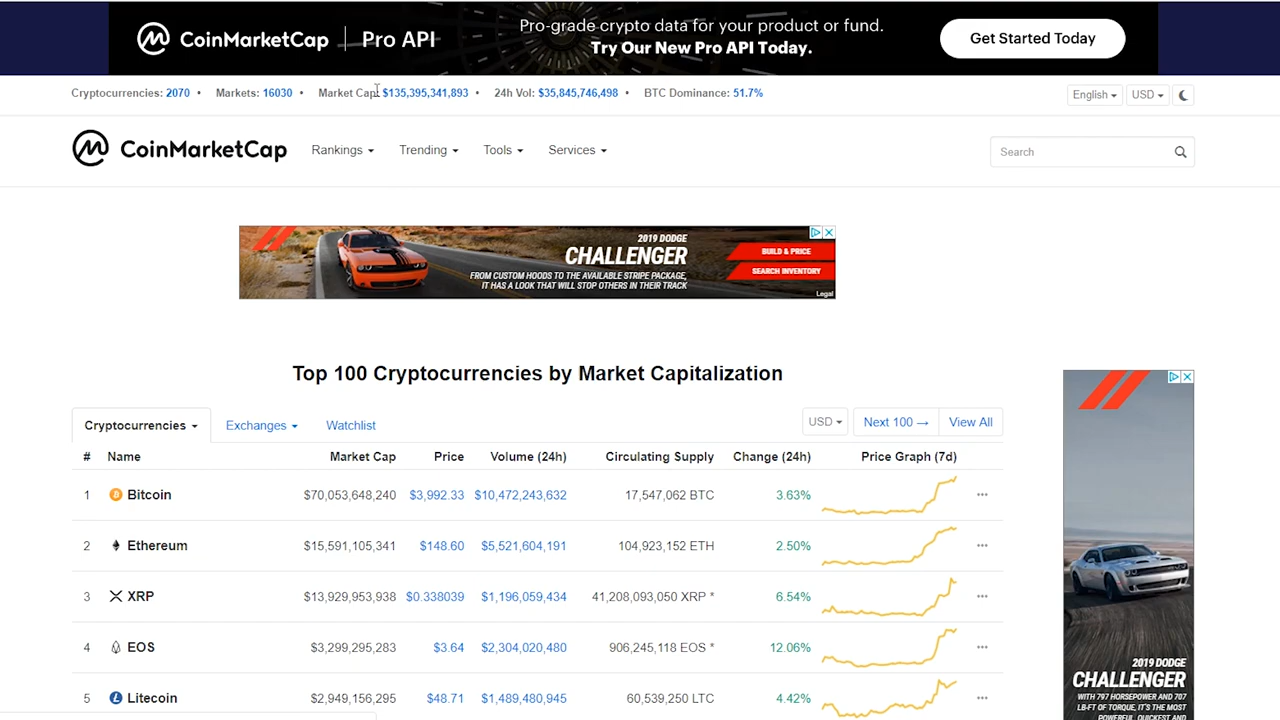 CoinMarketCap | Pro API
Pro-grade crypto data for your product or fund.
Try Our New Pro API Today.
Get Started Today
Cryptocurrencies: 2070 • Markets: 16030 • Market Cap: $135,395,341,893 • 24h Vol: $35,845,746,498 • BTC Dominance: 51.7%
English USD
CoinMarketCap Rankings Trending Tools Services Search
2019 DODGE
CHALLENGER
FROM CUSTOM HOODS TO THE AVAILABLE STRIPE PACKAGE,
IT HAS A LOOK THAT WILL STOP OTHERS IN THEIR TRACK
BUILD & PRICE
SEARCH INVENTORY
Legal
Top 100 Cryptocurrencies by Market Capitalization
Cryptocurrencies Exchanges Watchlist USD Next 100 → View All
# Name Market Cap Price Volume (24h) Circulating Supply Change (24h) Price Graph (7d)
1 Bitcoin $70,053,648,240 $3,992.33 $10,472,243,632 17,547,062 BTC 3.63%
2 Ethereum $15,591,105,341 $148.60 $5,521,604,191 104,923,152 ETH 2.50%
3 XRP $13,929,953,938 $0.338039 $1,196,059,434 41,208,093,050 XRP * 6.54%
4 EOS $3,299,295,283 $3.64 $2,304,020,480 906,245,118 EOS * 12.06%
5 Litecoin $2,949,156,295 $48.71 $1,489,480,945 60,539,250 LTC 4.42%
2019 DODGE
CHALLENGER
WITH 797 HORSEPOWER AND 707
LB-FT OF TORQUE, IT'S THE MOST
POWERFUL, QUICKEST AND